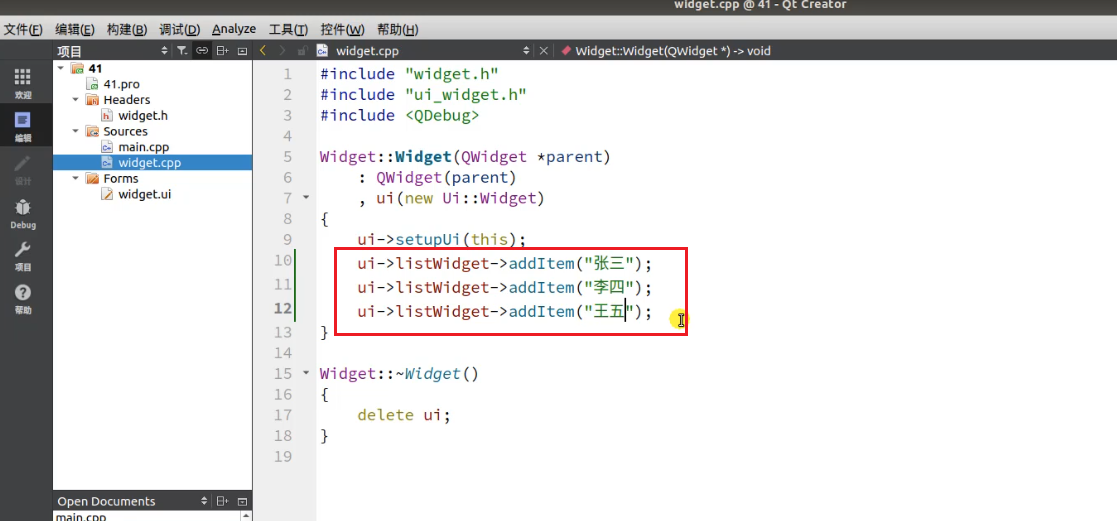 widget.cpp @ 41 - Qt Creator
文件(F) 编辑(E) 构建(B) 调试(D) Analyze 工具(T) 控件(W) 帮助(H)
项目
widget.cpp
Widget::Widget(QWidget *) -> void
欢迎
编辑
设计
Debug
项目
帮助
41
41.pro
Headers
widget.h
Sources
main.cpp
widget.cpp
Forms
widget.ui
Open Documents
main.cpp
1 #include "widget.h"
2 #include "ui_widget.h"
3 #include <QDebug>
4
5 Widget::Widget(QWidget *parent)
6 : QWidget(parent)
7 , ui(new Ui::Widget)
8 {
9 ui->setupUi(this);
10 ui->listWidget->addItem("张三");
11 ui->listWidget->addItem("李四");
12 ui->listWidget->addItem("王五");
13 }
14
15 Widget::~Widget()
16 {
17 delete ui;
18 }
19